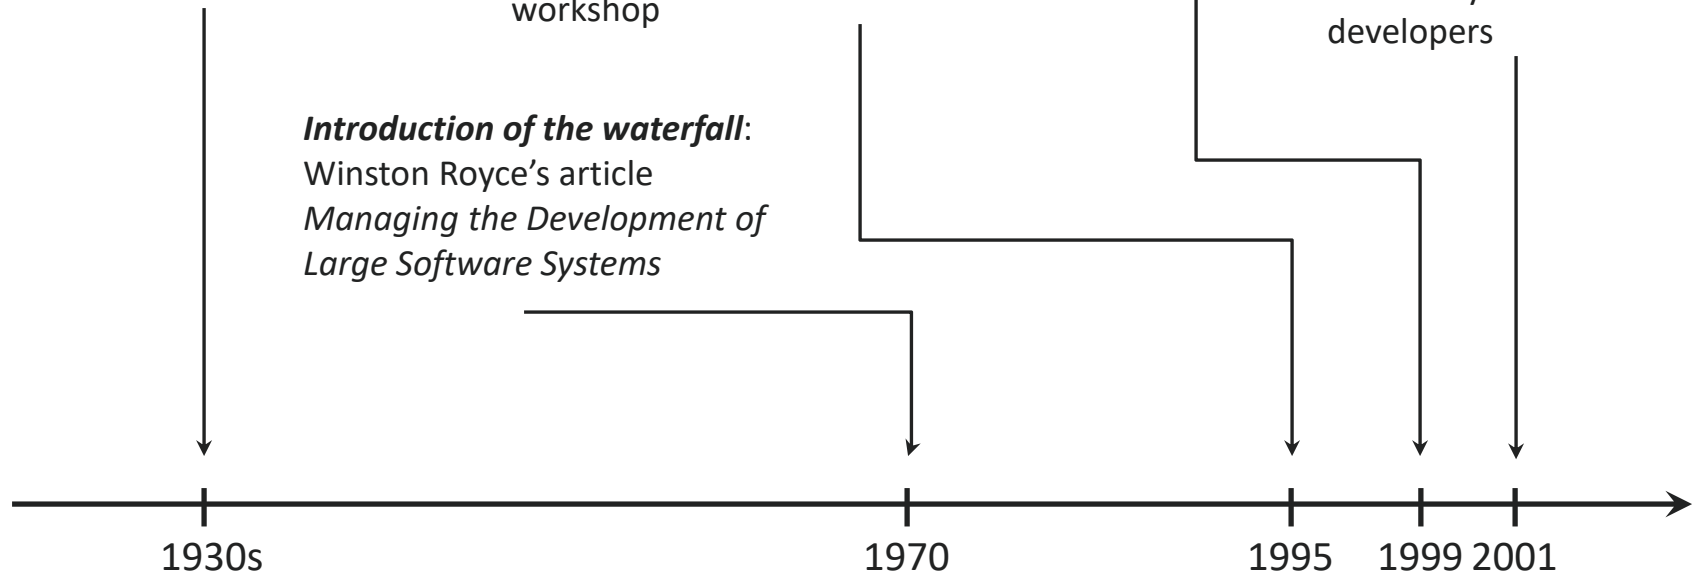 workshop
developers
Introduction of the waterfall:
Winston Royce’s article
Managing the Development of
Large Software Systems
1930s
1970
1995
1999
2001